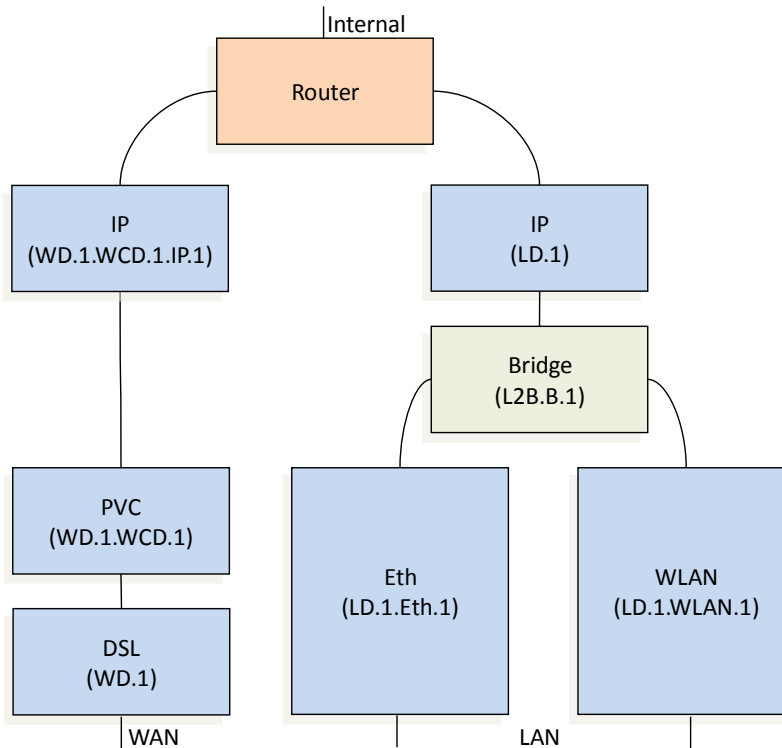 Internal
Router
IP
(WD.1.WCD.1.IP.1)
IP
(LD.1)
Bridge
(L2B.B.1)
PVC
(WD.1.WCD.1)
Eth
(LD.1.Eth.1)
WLAN
(LD.1.WLAN.1)
DSL
(WD.1)
WAN
LAN